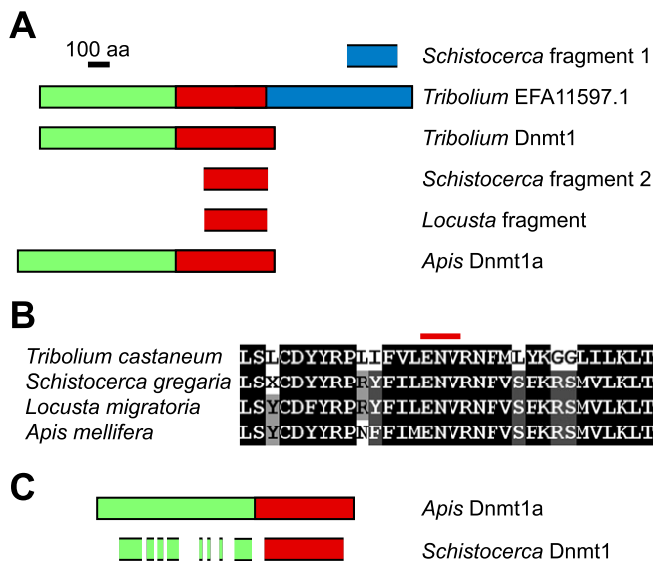 A
100 aa
Schistocerca fragment 1
Tribolium EFA11597.1
Tribolium Dnmt1
Schistocerca fragment 2
Locusta fragment
Apis Dnmt1a
B
Tribolium castaneum LSLCDYYRPLIFVLENVRNFMLYKGGLILKLT
Schistocerca gregaria LSXCDYYRPRYFILENVRNFVSFKRSMVLKLT
Locusta migratoria LSYCDFYRPRYFILENVRNFVSFKRSMVLKLT
Apis mellifera LSYCDYYRPNFFIMENVRNFVSFKRSMVLKLT
C
Apis Dnmt1a
Schistocerca Dnmt1